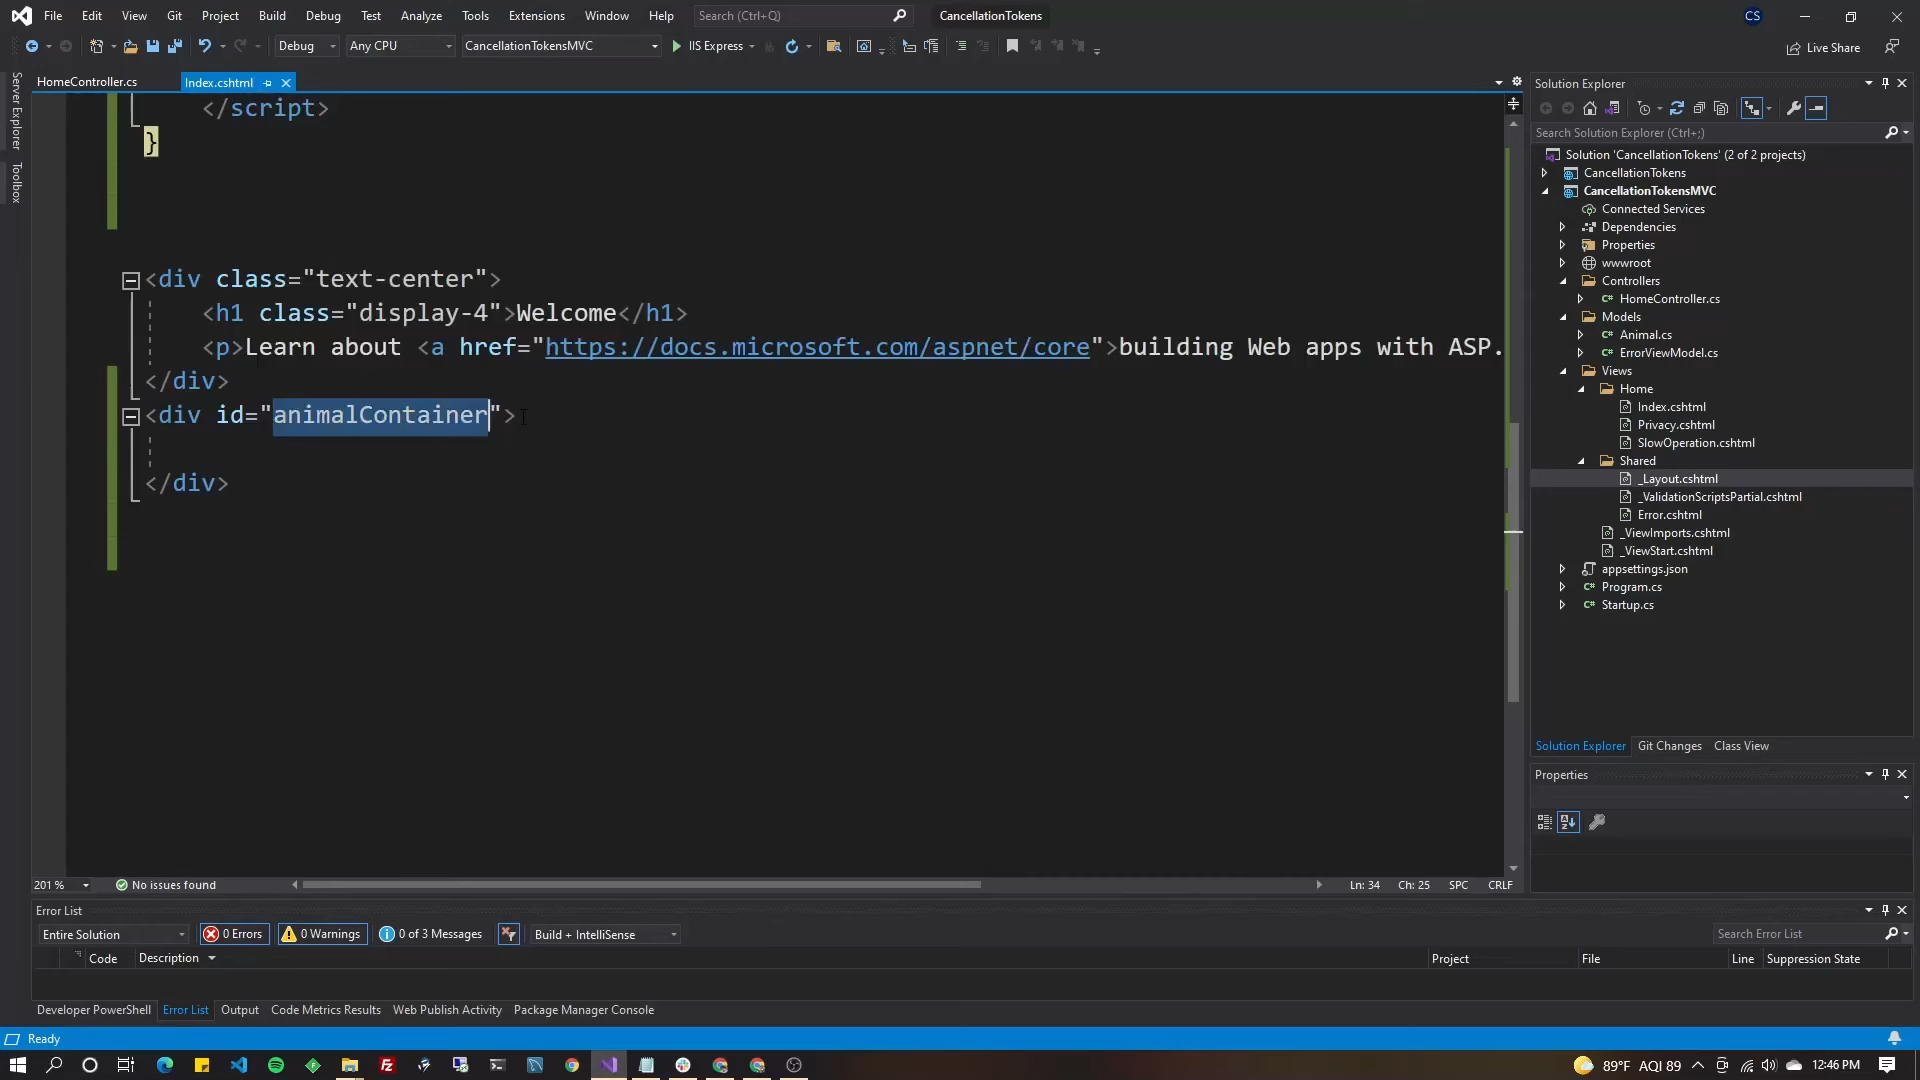 File Edit View Git Project Build Debug Test Analyze Tools Extensions Window Help Search (Ctrl+Q) CancellationTokens CS
Debug Any CPU CancellationTokensMVC IIS Express Live Share
Server Explorer
Toolbox
HomeController.cs Index.cshtml
</script>
}
<div class="text-center">
<h1 class="display-4">Welcome</h1>
<p>Learn about <a href="https://docs.microsoft.com/aspnet/core">building Web apps with ASP.
</div>
<div id="animalContainer">
</div>
201 % No issues found Ln: 34 Ch: 25 SPC CRLF
Solution Explorer
Search Solution Explorer (Ctrl+;)
Solution 'CancellationTokens' (2 of 2 projects)
CancellationTokens
CancellationTokensMVC
Connected Services
Dependencies
Properties
wwwroot
Controllers
C# HomeController.cs
Models
C# Animal.cs
C# ErrorViewModel.cs
Views
Home
Index.cshtml
Privacy.cshtml
SlowOperation.cshtml
Shared
_Layout.cshtml
_ValidationScriptsPartial.cshtml
Error.cshtml
_ViewImports.cshtml
_ViewStart.cshtml
appsettings.json
C# Program.cs
C# Startup.cs
Solution Explorer Git Changes Class View
Properties
Error List
Entire Solution 0 Errors 0 Warnings 0 of 3 Messages Build + IntelliSense Search Error List
Code Description Project File Line Suppression State
Developer PowerShell Error List Output Code Metrics Results Web Publish Activity Package Manager Console
Ready
89°F AQI 89 12:46 PM